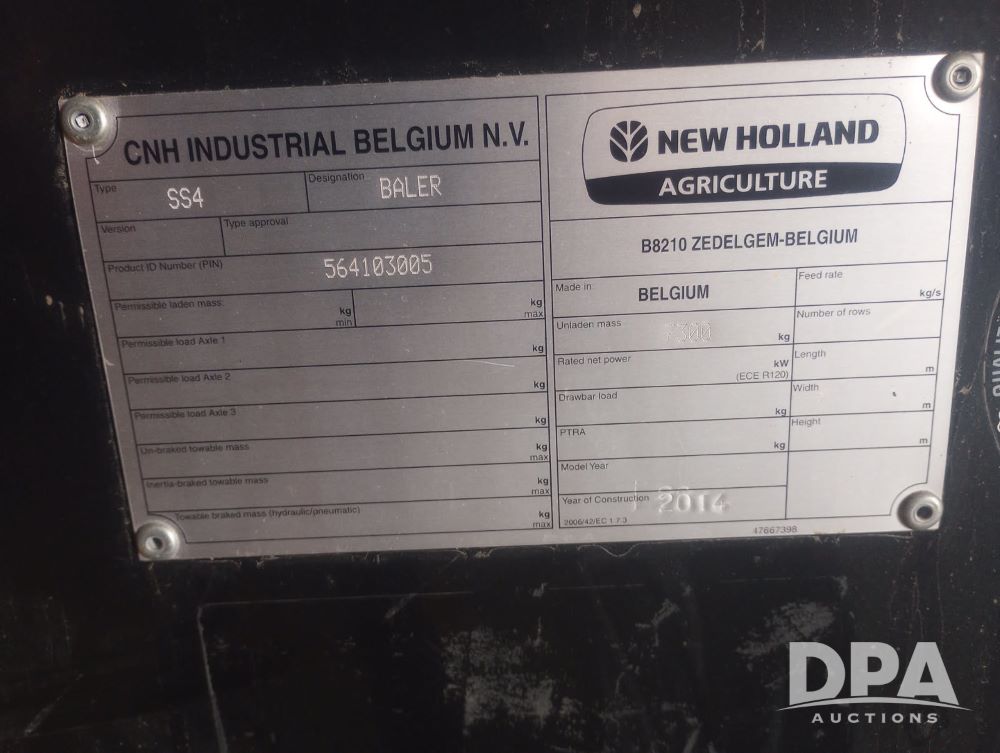 CNH INDUSTRIAL BELGIUM N.V.
Type SS4
Designation BALER
Version
Type approval
Product ID Number (PIN) 564103005
Permissible laden mass kg min kg max
Permissible load Axle 1 kg
Permissible load Axle 2 kg
Permissible load Axle 3 kg
Un-braked towable mass kg max
Inertia-braked towable mass kg max
Towable braked mass (hydraulic/pneumatic) kg max
NEW HOLLAND
AGRICULTURE
B8210 ZEDELGEM-BELGIUM
Made in: BELGIUM
Feed rate kg/s
Unladen mass kg
Number of rows
Rated net power kW (ECE R120)
Length m
Drawbar load kg
Width m
PTRA kg
Height m
Model Year
Year of Construction 2014
2006/42/EC 1.7.3
47667398
DPA
AUCTIONS